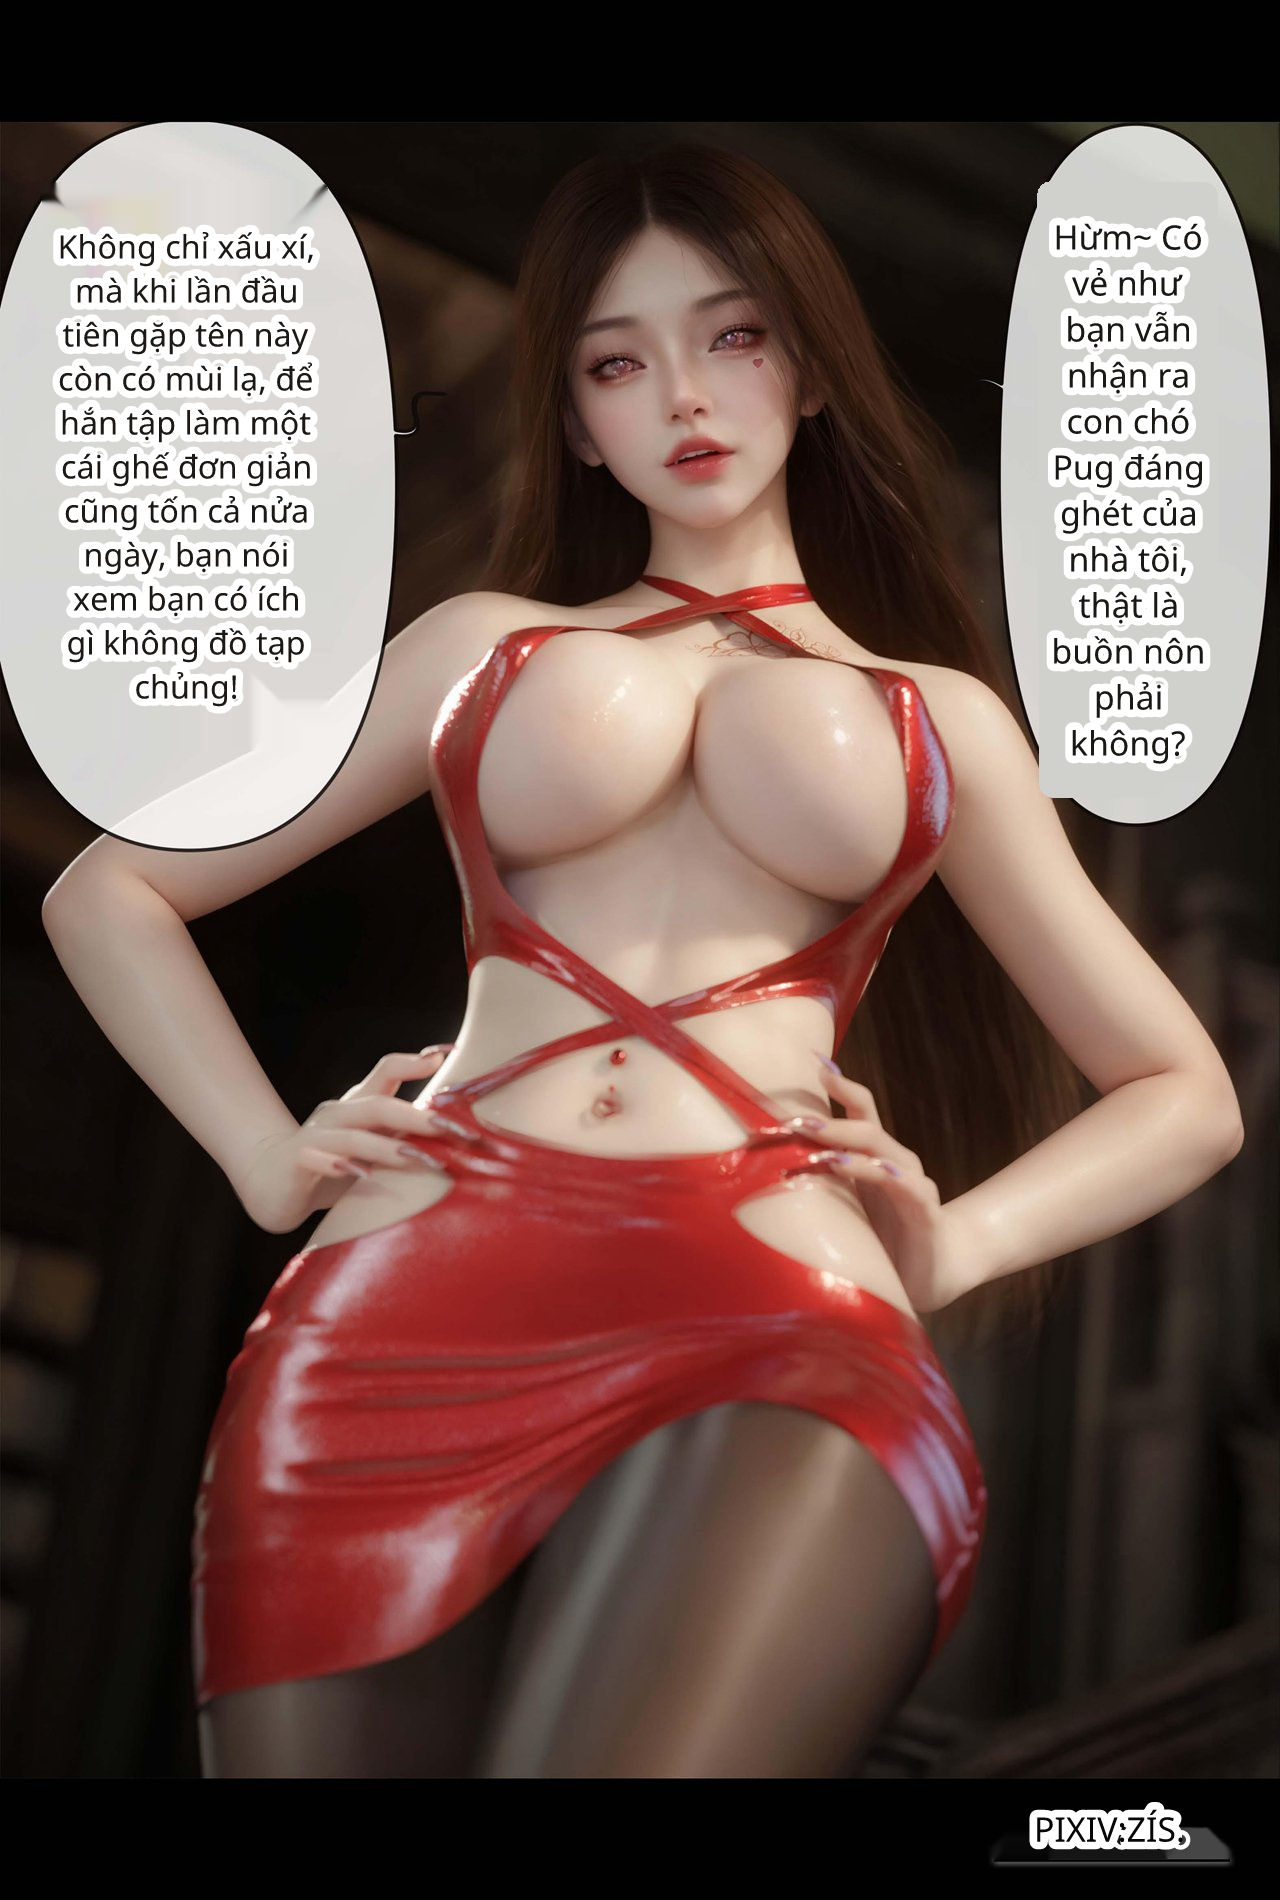 Không chỉ xấu xí,
mà khi lần đầu
tiên gặp tên này
còn có mùi lạ, để
hắn tập làm một
cái ghế đơn giản
cũng tốn cả nửa
ngày, bạn nói
xem bạn có ích
gì không đồ tạp
chủng!
Hừm~ Có
vẻ như
bạn vẫn
nhận ra
con chó
Pug đáng
ghét của
nhà tôi,
thật là
buồn nôn
phải
không?
PIXIV:ZÍS.